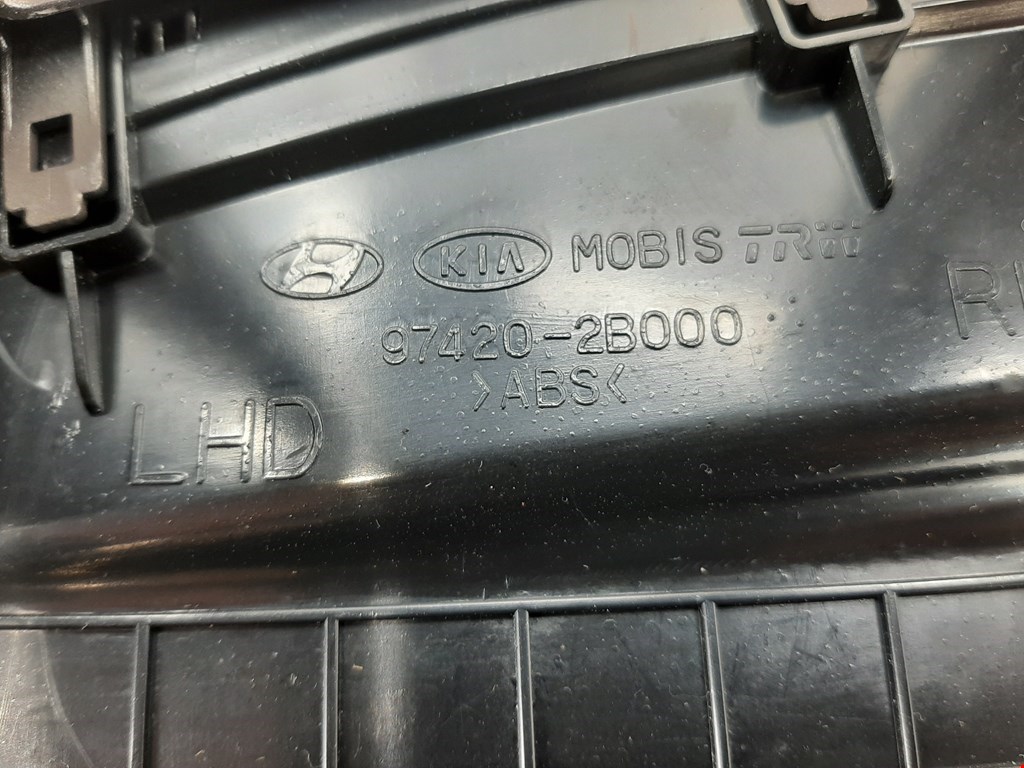 KIA MOBIS TRW
97420-2B000
>ABS<
LHD